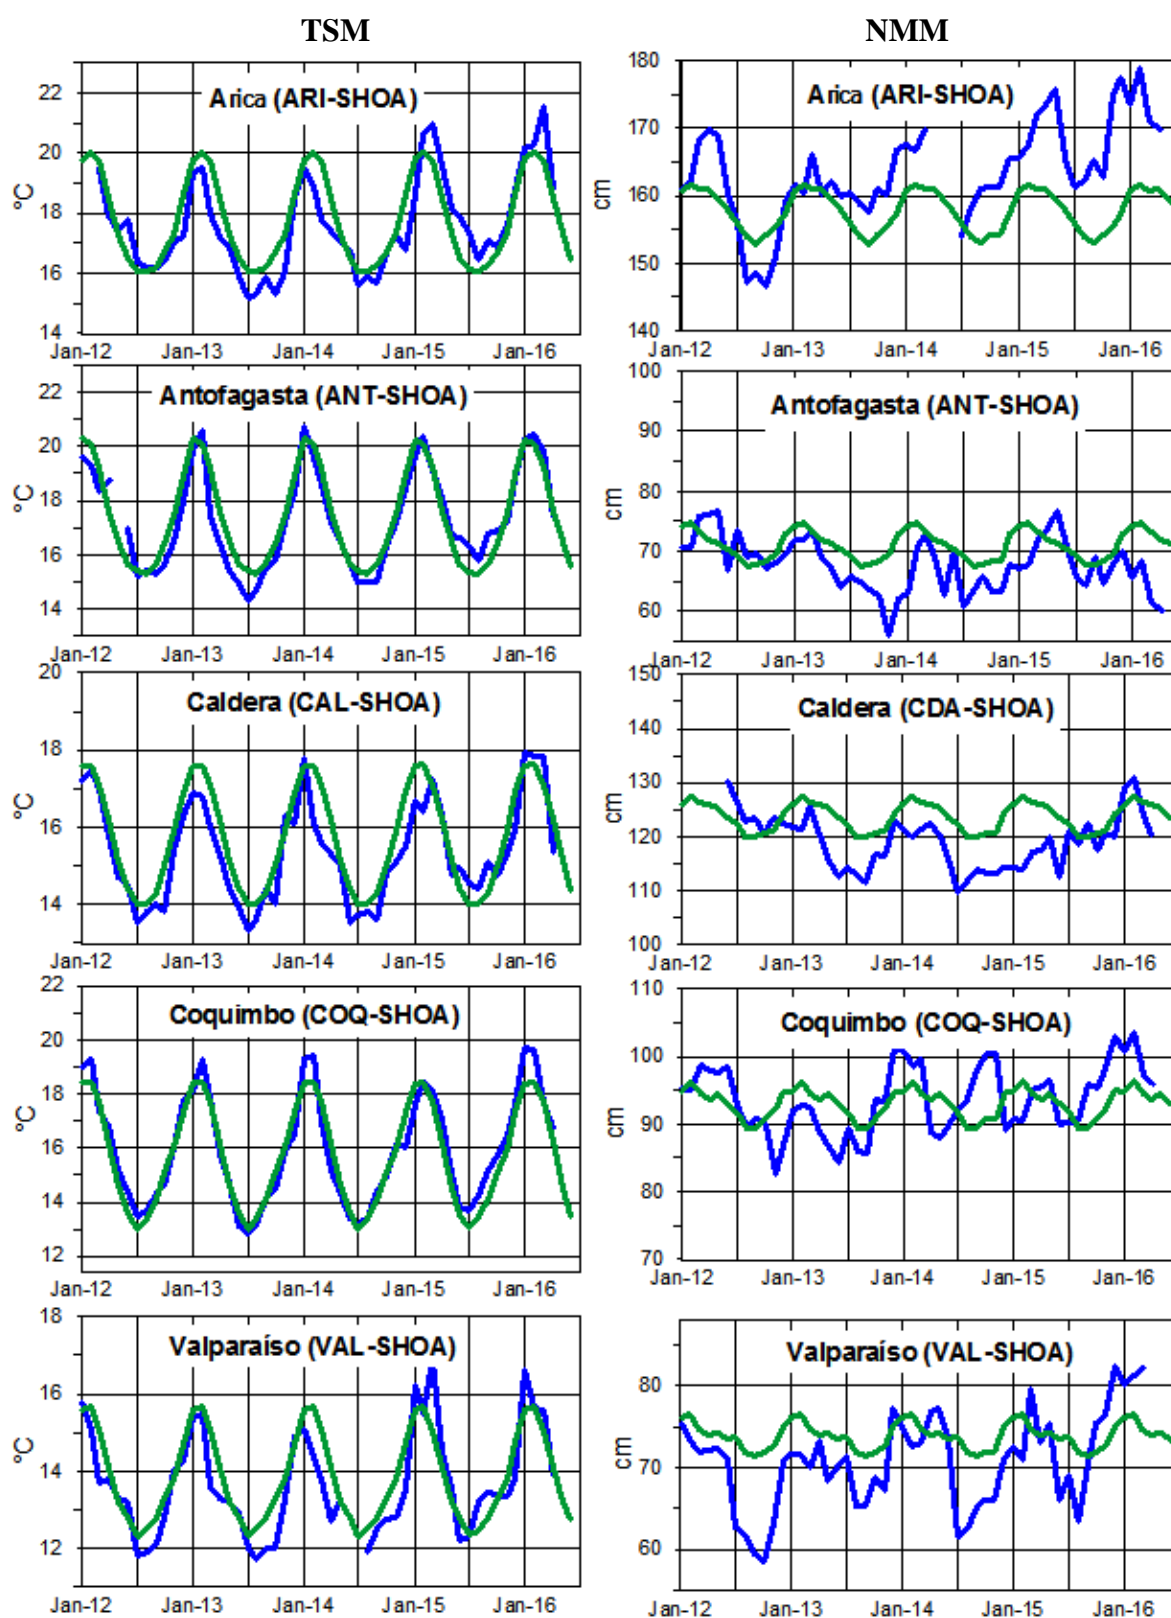 TSM
NMM
Arica (ARI-SHOA)
°C
22
20
18
16
14
Jan-12 Jan-13 Jan-14 Jan-15 Jan-16
Arica (ARI-SHOA)
cm
180
170
160
150
140
Jan-12 Jan-13 Jan-14 Jan-15 Jan-16
Antofagasta (ANT-SHOA)
°C
22
20
18
16
14
Jan-12 Jan-13 Jan-14 Jan-15 Jan-16
Antofagasta (ANT-SHOA)
cm
100
90
80
70
60
Jan-12 Jan-13 Jan-14 Jan-15 Jan-16
Caldera (CAL-SHOA)
°C
20
18
16
14
Jan-12 Jan-13 Jan-14 Jan-15 Jan-16
Caldera (CDA-SHOA)
cm
150
140
130
120
110
100
Jan-12 Jan-13 Jan-14 Jan-15 Jan-16
Coquimbo (COQ-SHOA)
°C
22
20
18
16
14
12
Jan-12 Jan-13 Jan-14 Jan-15 Jan-16
Coquimbo (COQ-SHOA)
cm
110
100
90
80
70
Jan-12 Jan-13 Jan-14 Jan-15 Jan-16
Valparaíso (VAL-SHOA)
°C
18
16
14
12
Jan-12 Jan-13 Jan-14 Jan-15 Jan-16
Valparaíso (VAL-SHOA)
cm
80
70
60
Jan-12 Jan-13 Jan-14 Jan-15 Jan-16